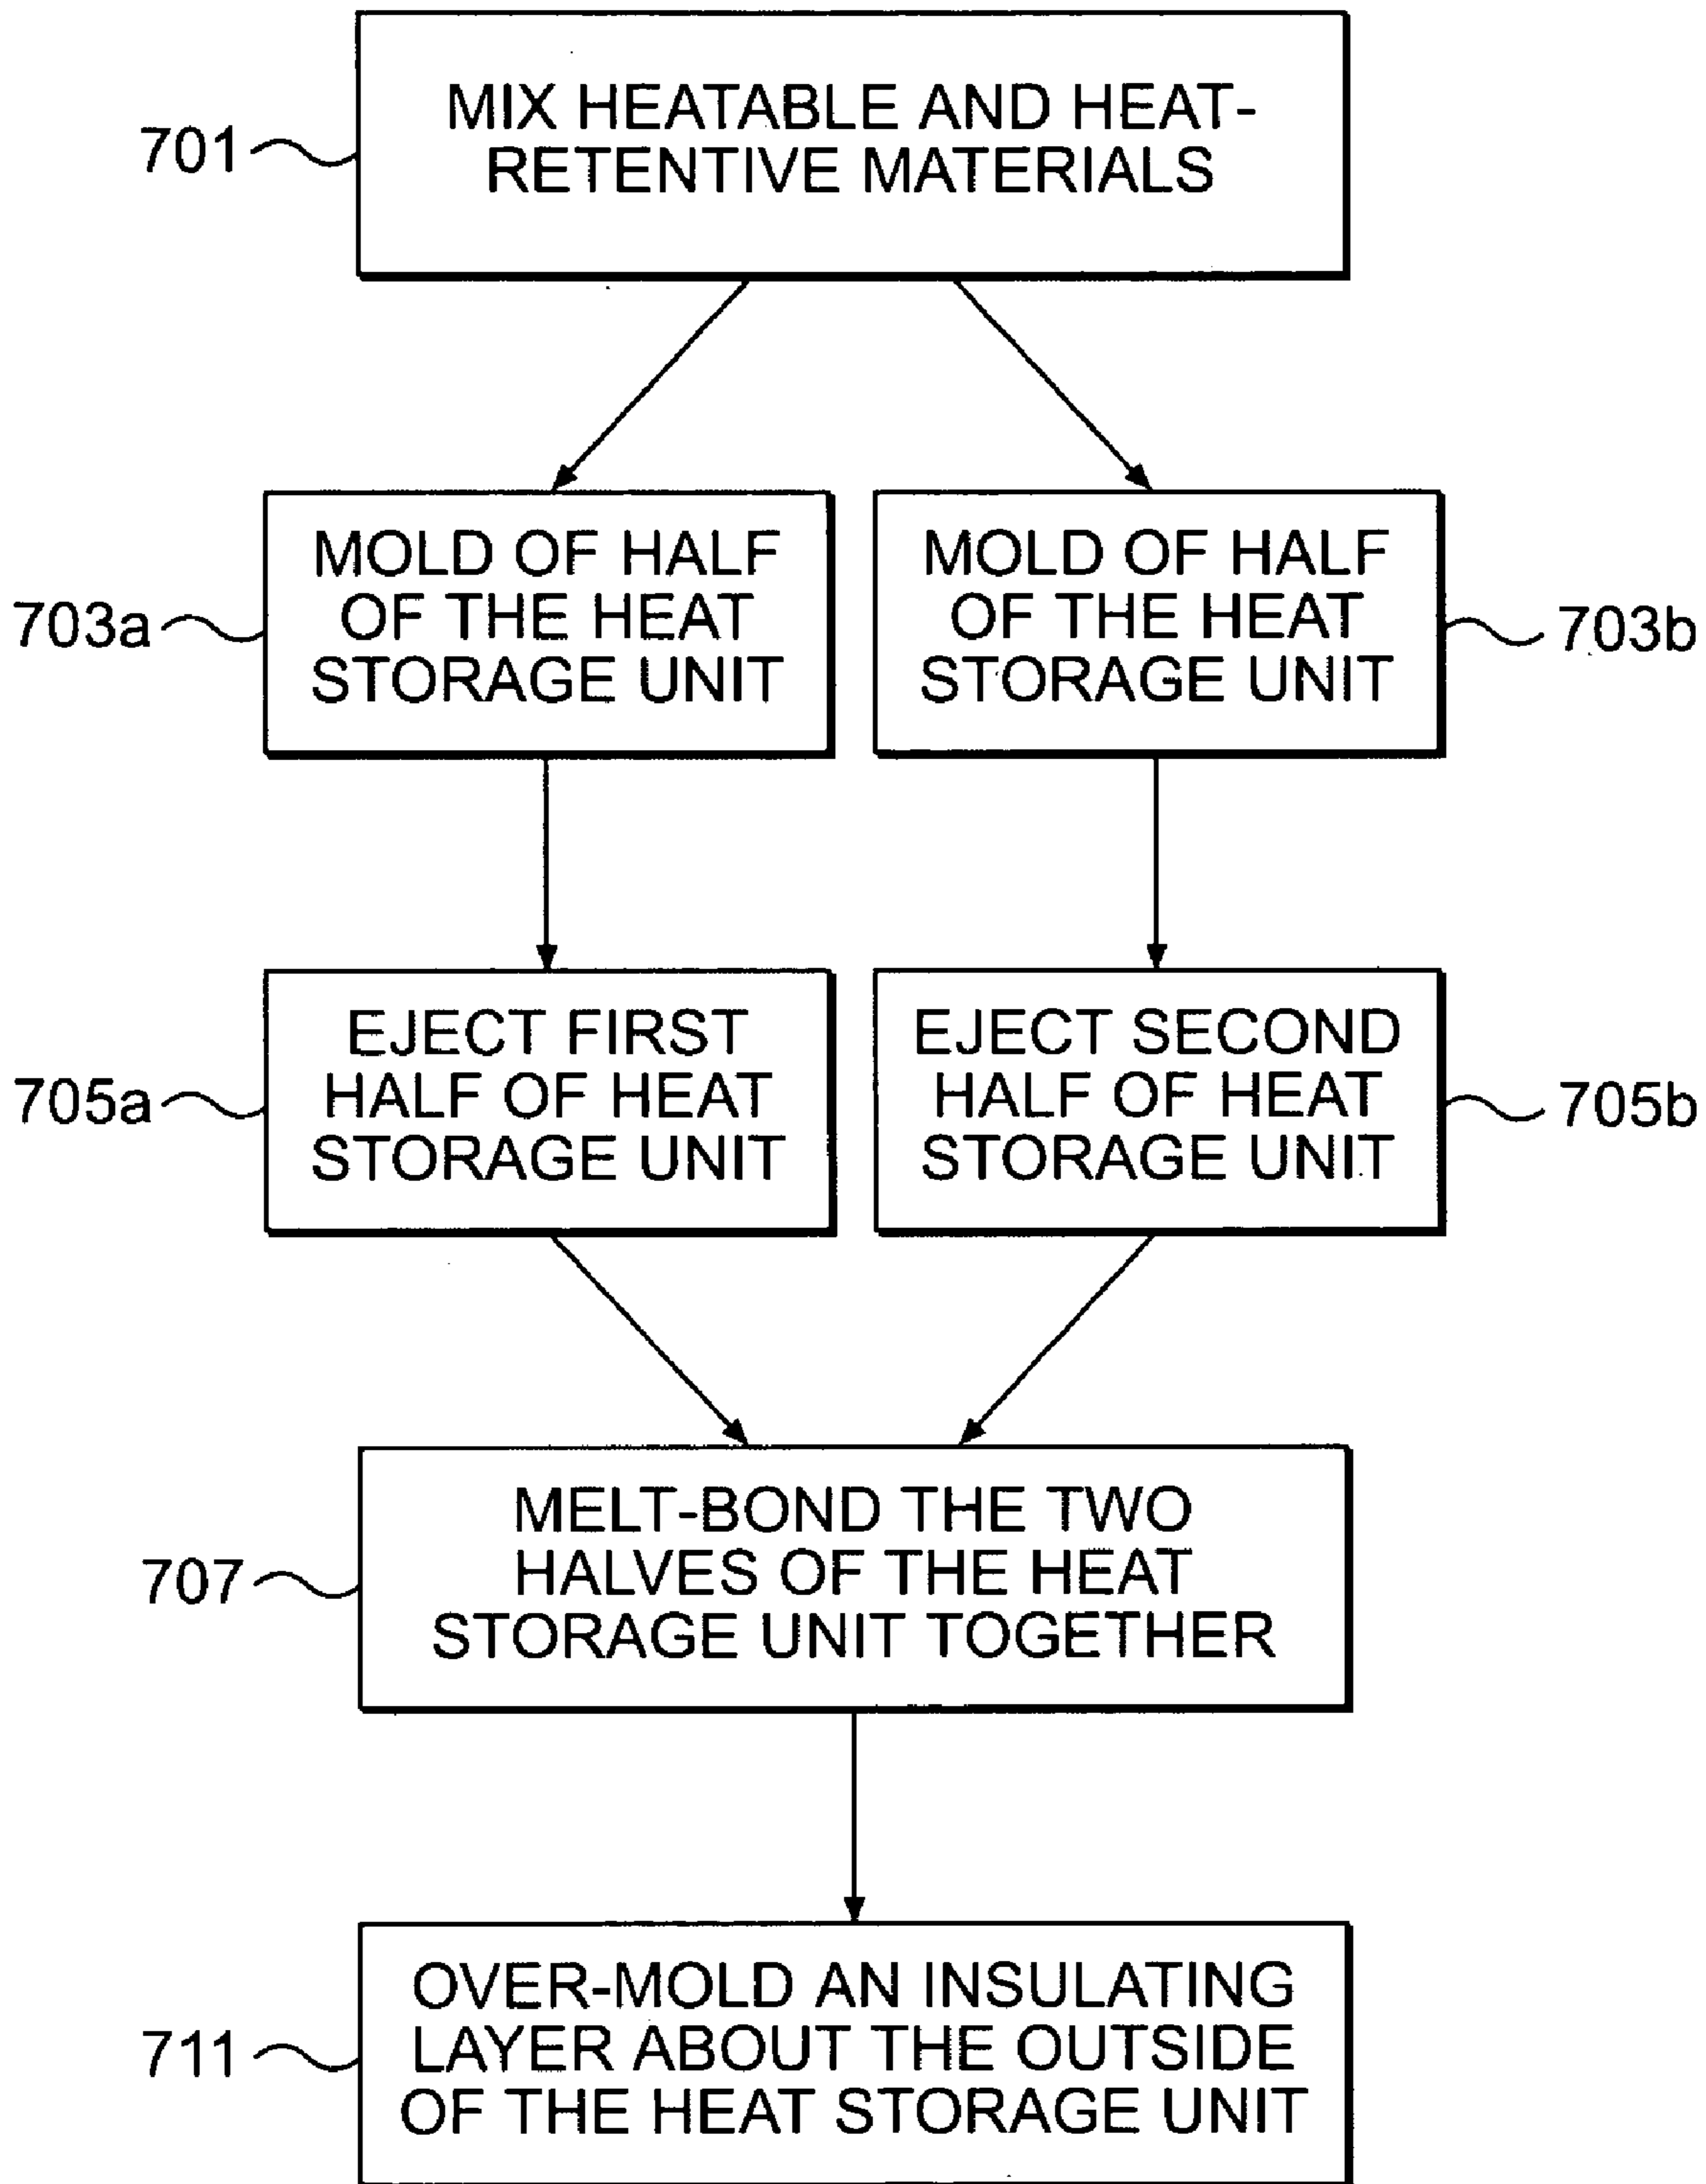 701
MIX HEATABLE AND HEAT-
RETENTIVE MATERIALS
703a
MOLD OF HALF
OF THE HEAT
STORAGE UNIT
MOLD OF HALF
OF THE HEAT
STORAGE UNIT
703b
705a
EJECT FIRST
HALF OF HEAT
STORAGE UNIT
EJECT SECOND
HALF OF HEAT
STORAGE UNIT
705b
707
MELT-BOND THE TWO
HALVES OF THE HEAT
STORAGE UNIT TOGETHER
711
OVER-MOLD AN INSULATING
LAYER ABOUT THE OUTSIDE
OF THE HEAT STORAGE UNIT